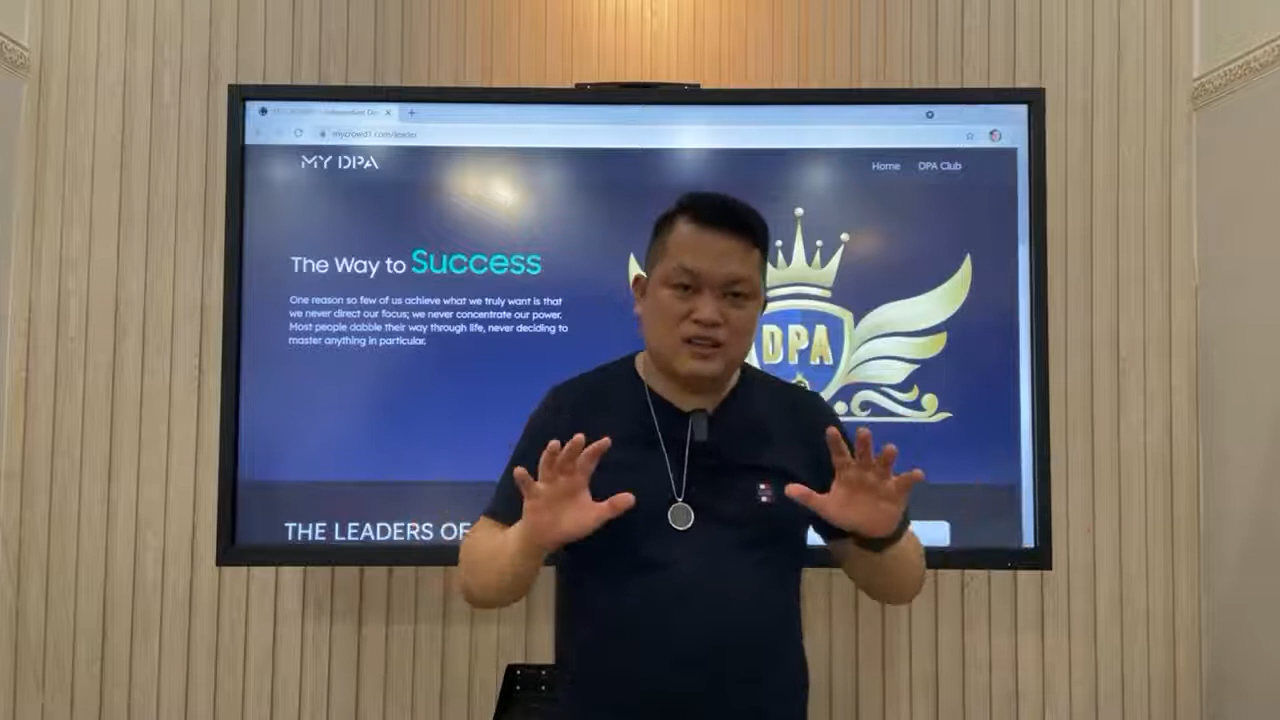 mycrowd1.com/leader
MY DPA
Home
DPA Club
The Way to Success
One reason so few of us achieve what we truly want is that
we never direct our focus; we never concentrate our power.
Most people dabble their way through life, never deciding to
master anything in particular.
DPA
THE LEADERS OF